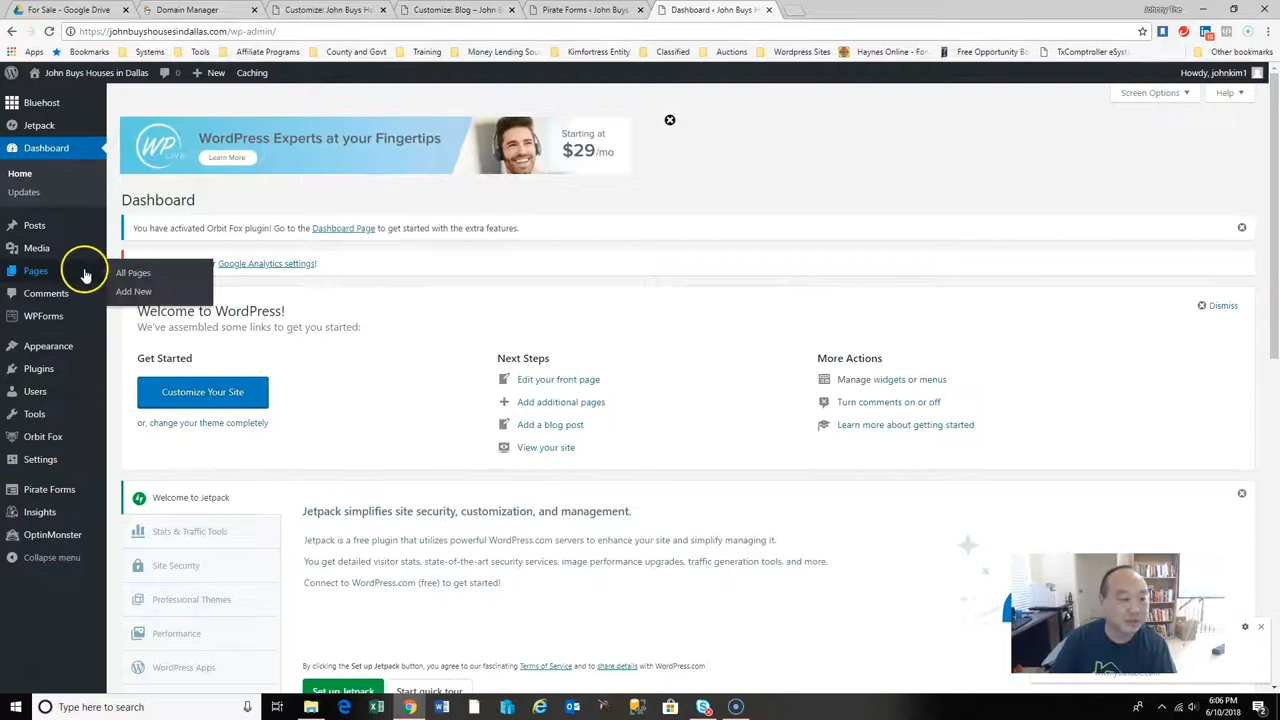 For Sale - Google Drive
Domain Manager
Customize: John Buys Ho
Customize: Blog – John B
Pirate Forms ‹ John Buys
Dashboard ‹ John Buys H
Johnny The
https://johnbuyshousesindallas.com/wp-admin/
Apps
Bookmarks
Systems
Tools
Affiliate Programs
County and Govt
Training
Money Lending Sour
Kimfortress Entity
Classified
Auctions
Wordpress Sites
Haynes Online
Free Opportunity Bo
TxComptroller eSyst
Other bookmarks
John Buys Houses in Dallas
0
New
Caching
Howdy, johnkim1
Screen Options
Help
Bluehost
Jetpack
Dashboard
Home
Updates
Posts
Media
Pages
All Pages
Add New
Comments
WPForms
Appearance
Plugins
Users
Tools
Orbit Fox
Settings
Pirate Forms
Insights
OptinMonster
Collapse menu
WP
LIVE
WordPress Experts at your Fingertips
Learn More
Starting at
$29/mo
Dashboard
You have activated Orbit Fox plugin! Go to the Dashboard Page to get started with the extra features.
Google Analytics settings!
Welcome to WordPress!
We've assembled some links to get you started:
Dismiss
Get Started
Customize Your Site
or, change your theme completely
Next Steps
Edit your front page
Add additional pages
Add a blog post
View your site
More Actions
Manage widgets or menus
Turn comments on or off
Learn more about getting started
Welcome to Jetpack
Stats & Traffic Tools
Site Security
Professional Themes
Performance
WordPress Apps
Jetpack simplifies site security, customization, and management.
Jetpack is a free plugin that utilizes powerful WordPress.com servers to enhance your site and simplify managing it.
You get detailed visitor stats, state-of-the-art security services, image performance upgrades, traffic generation tools, and more.
Connect to WordPress.com (free) to get started!
By clicking the Set up Jetpack button, you agree to our fascinating Terms of Service and to share details with WordPress.com
Set up Jetpack
Start quick tour
Type here to search
6:06 PM
6/10/2018